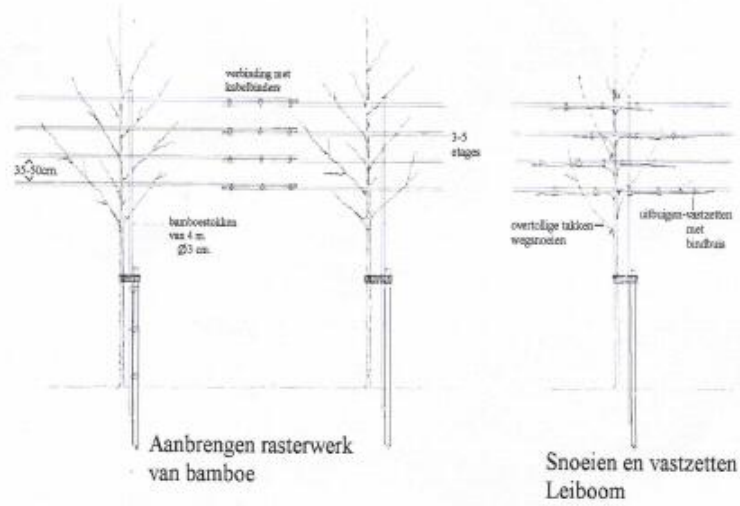 verbinding met
kabelbinders
35-50cm.
bamboestokken
van 4 m.
Ø3 cm.
3-5
etages
Aanbrengen rasterwerk
van bamboe
overtollige takken
wegsnoeien
uitbuigen-vastzetten
met
bindbuis
Snoeien en vastzetten
Leiboom